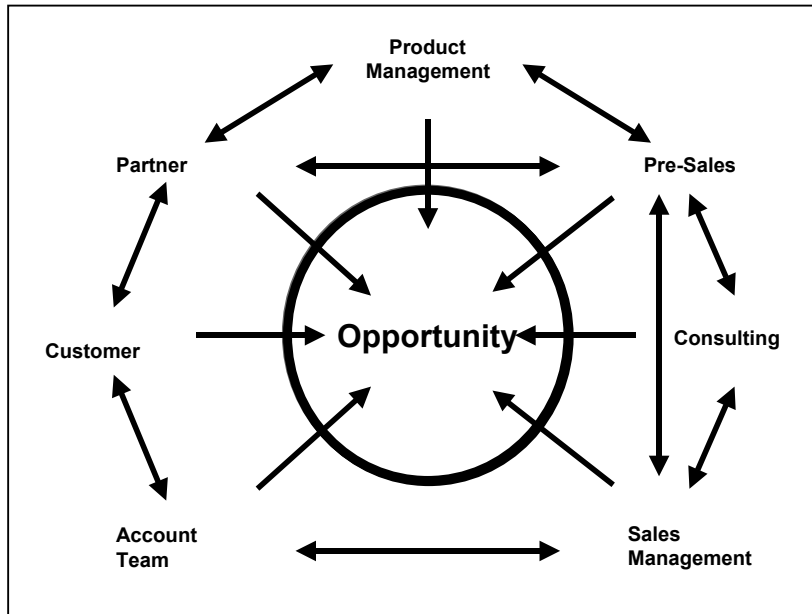 Product
Management
Partner
Pre-Sales
Opportunity
Customer
Consulting
Account
Team
Sales
Management